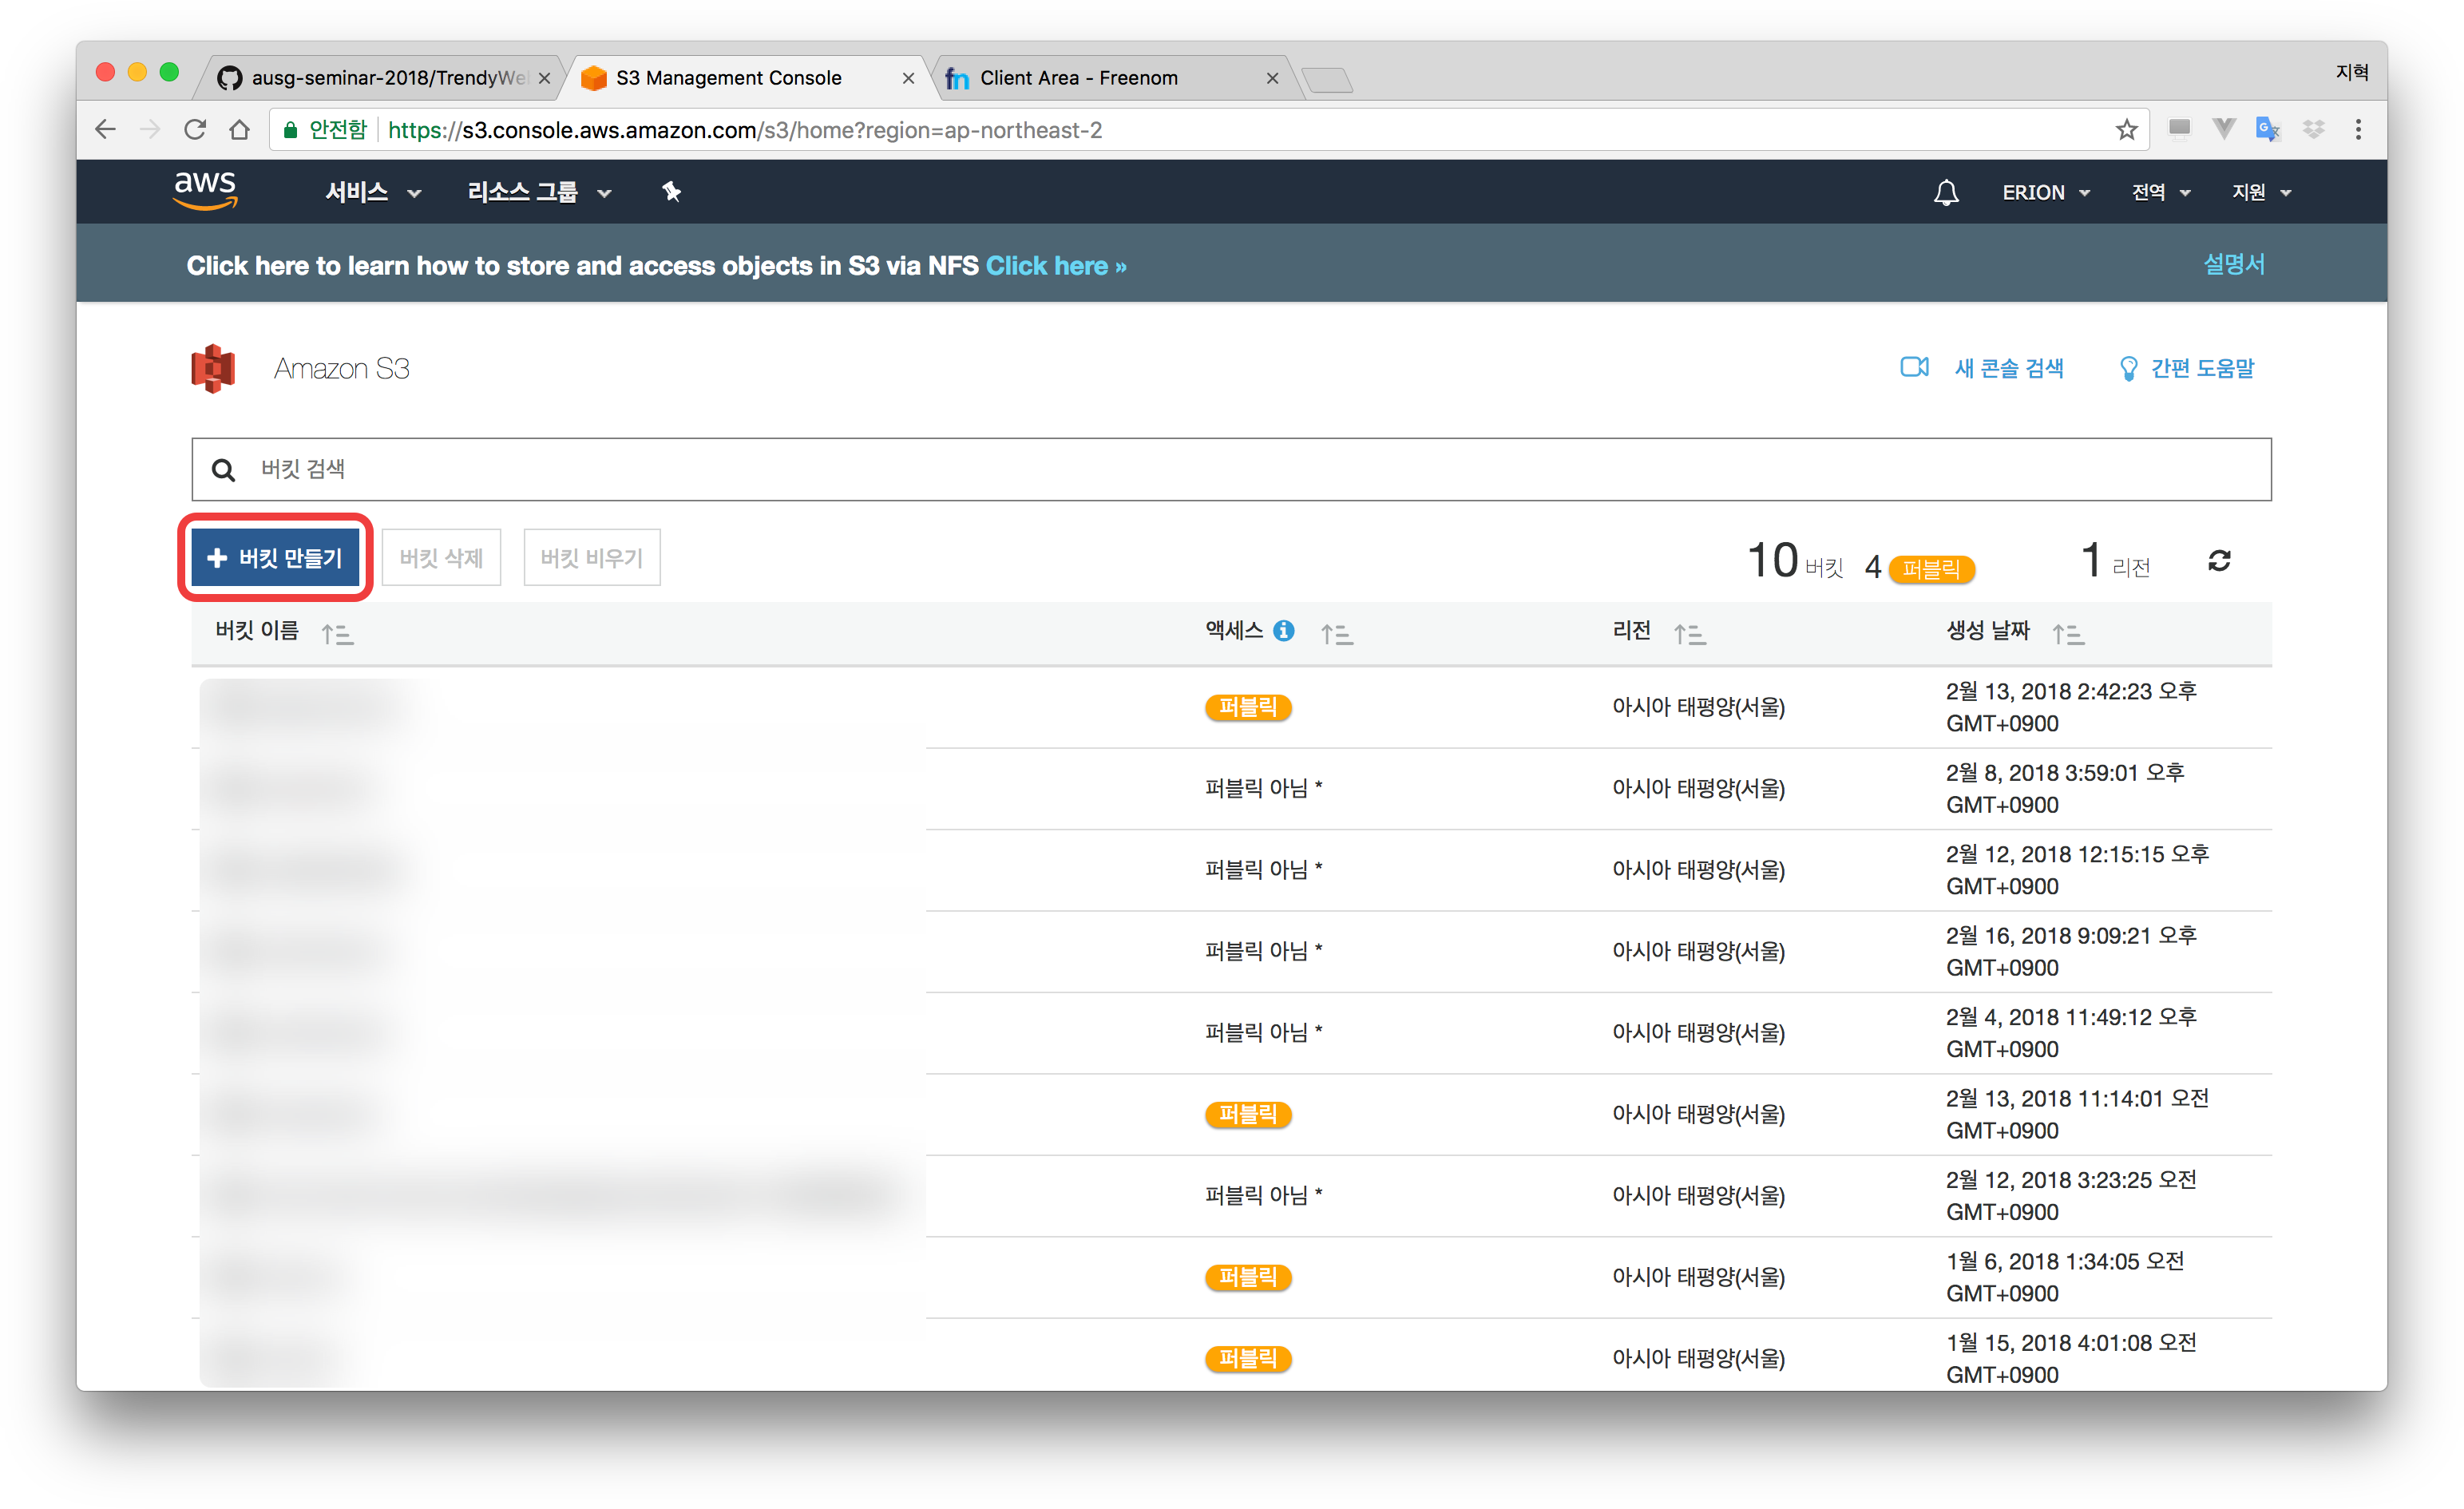 지혁
ausg-seminar-2018/TrendyWe
S3 Management Console
fn Client Area - Freenom
안전함 https://s3.console.aws.amazon.com/s3/home?region=ap-northeast-2
aws 서비스 리소스 그룹 ERION 전역 지원
Click here to learn how to store and access objects in S3 via NFS Click here » 설명서
Amazon S3 새 콘솔 검색 간편 도움말
버킷 검색
버킷 만들기 버킷 삭제 버킷 비우기 10 버킷 4 퍼블릭 1 리전
버킷 이름 액세스 리전 생성 날짜
퍼블릭 아시아 태평양(서울) 2월 13, 2018 2:42:23 오후
GMT+0900
퍼블릭 아님 * 아시아 태평양(서울) 2월 8, 2018 3:59:01 오후
GMT+0900
퍼블릭 아님 * 아시아 태평양(서울) 2월 12, 2018 12:15:15 오후
GMT+0900
퍼블릭 아님 * 아시아 태평양(서울) 2월 16, 2018 9:09:21 오후
GMT+0900
퍼블릭 아님 * 아시아 태평양(서울) 2월 4, 2018 11:49:12 오후
GMT+0900
퍼블릭 아시아 태평양(서울) 2월 13, 2018 11:14:01 오전
GMT+0900
퍼블릭 아님 * 아시아 태평양(서울) 2월 12, 2018 3:23:25 오전
GMT+0900
퍼블릭 아시아 태평양(서울) 1월 6, 2018 1:34:05 오전
GMT+0900
퍼블릭 아시아 태평양(서울) 1월 15, 2018 4:01:08 오전
GMT+0900